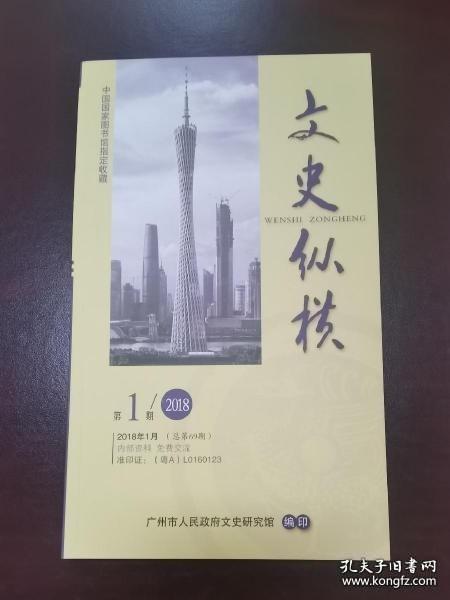 中国国家图书馆指定收藏
文史纵横
WENSHI ZONGHENG
第1期/2018
2018年1月 (总第69期)
内部资料 免费交流
准印证:(粤A)L0160123
广州市人民政府文史研究馆 编印
孔夫子旧书网
www.kongfz.com